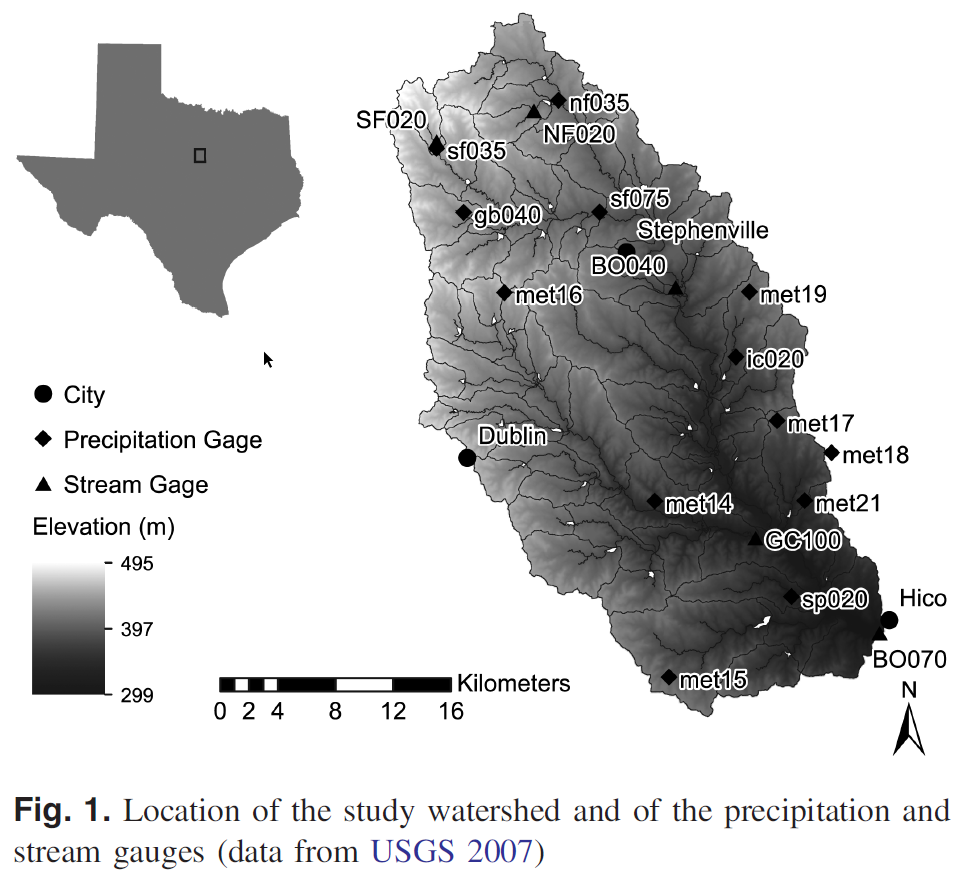 nf035
SF020
NF020
sf035
sf075
gb040
Stephenville
BO040
met16
met19
ic020
City
met17
Dublin
Precipitation Gage
met18
Stream Gage
met14
met21
Elevation (m)
GC100
495
sp020
Hico
397
BO070
met15
Kilometers
299
0 2 4 8 12 16
N
Fig. 1. Location of the study watershed and of the precipitation and
stream gauges (data from USGS 2007)